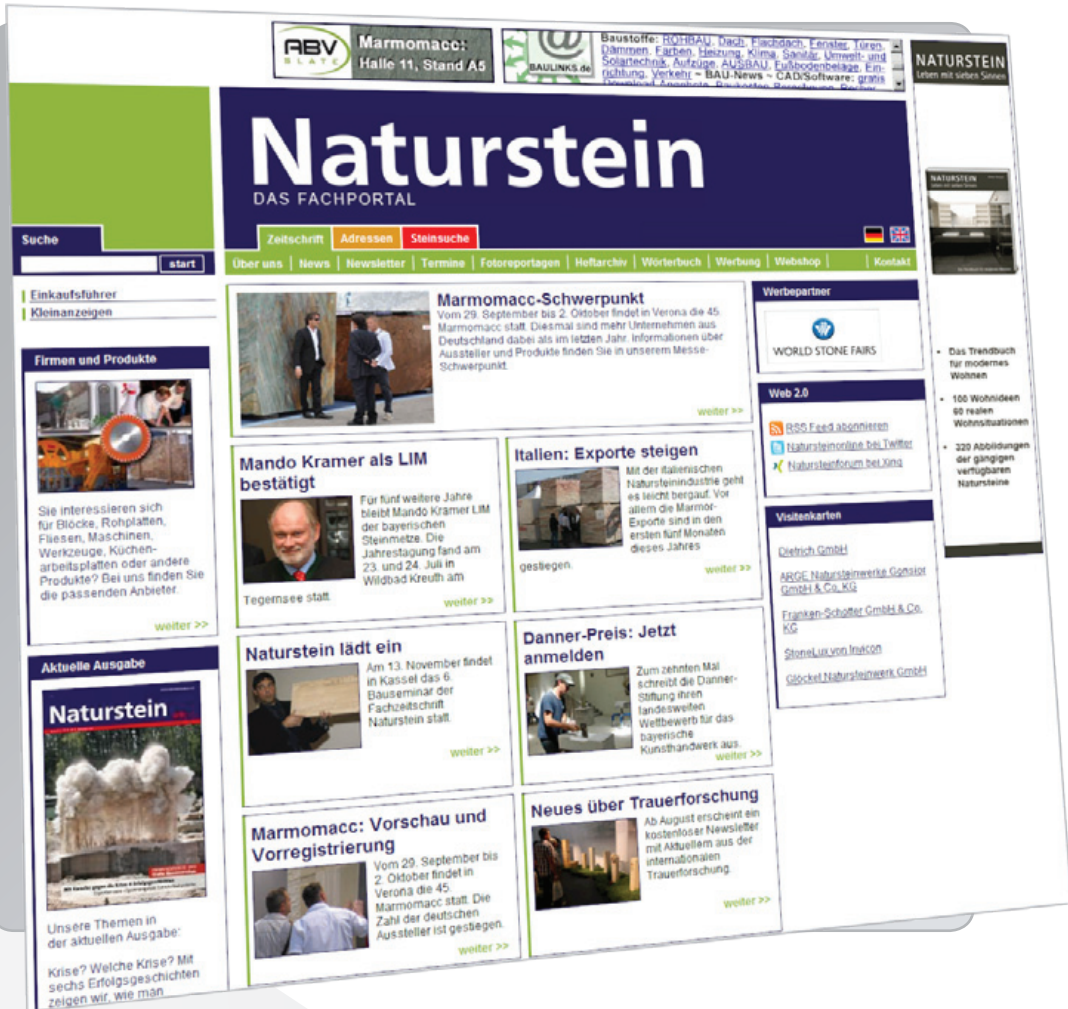 ABV
SLATE
Marmomacc:
Halle 11, Stand A5
@
BAULINKS.de
Baustoffe: ROHBAU, Dach, Flachdach, Fenster, Türen,
Dämmen, Farben, Heizung, Klima, Sanitär, Umwelt- und
Solartechnik, Aufzüge, AUSBAU, Fußbodenbeläge, Ein-
richtung, Verkehr ~ BAU-News ~ CAD/Software: gratis
NATURSTEIN
Leben mit sieben Sinnen
Naturstein
DAS FACHPORTAL
Suche
start
Zeitschrift Adressen Steinsuche
Über uns | News | Newsletter | Termine | Fotoreportagen | Heftarchiv | Wörterbuch | Werbung | Webshop | | Kontakt
Einkaufsführer
Kleinanzeigen
Firmen und Produkte
Sie interessieren sich
für Blöcke, Rohplatten,
Fliesen, Maschinen,
Werkzeuge, Küchen-
arbeitsplatten oder andere
Produkte? Bei uns finden Sie
die passenden Anbieter.
weiter >>
Aktuelle Ausgabe
Naturstein
Unsere Themen in
der aktuellen Ausgabe:
Krise? Welche Krise? Mit
sechs Erfolgsgeschichten
zeigen wir, wie man
Marmomacc-Schwerpunkt
Vom 29. September bis 2. Oktober findet in Verona die 45.
Marmomacc statt. Diesmal sind mehr Unternehmen aus
Deutschland dabei als im letzten Jahr. Informationen über
Aussteller und Produkte finden Sie in unserem Messe-
Schwerpunkt.
weiter >>
Mando Kramer als LIM
bestätigt
Für fünf weitere Jahre
bleibt Mando Kramer LIM
der bayerischen
Steinmetze. Die
Jahrestagung fand am
23. und 24. Juli in
Wildbad Kreuth am
Tegernsee statt.
weiter >>
Italien: Exporte steigen
Mit der italienischen
Natursteinindustrie geht
es leicht bergauf. Vor
allem die Marmor-
Exporte sind in den
ersten fünf Monaten
dieses Jahres
gestiegen.
weiter >>
Naturstein lädt ein
Am 13. November findet
in Kassel das 6.
Bauseminar der
Fachzeitschrift
Naturstein statt.
weiter >>
Danner-Preis: Jetzt
anmelden
Zum zehnten Mal
schreibt die Danner-
Stiftung ihren
landesweiten
Wettbewerb für das
bayerische
Kunsthandwerk aus.
weiter >>
Marmomacc: Vorschau und
Vorregistrierung
Vom 29. September bis
2. Oktober findet in
Verona die 45.
Marmomacc statt. Die
Zahl der deutschen
Aussteller ist gestiegen.
weiter >>
Neues über Trauerforschung
Ab August erscheint ein
kostenloser Newsletter
mit Aktuellem aus der
internationalen
Trauerforschung.
weiter >>
Werbepartner
WORLD STONE FAIRS
Web 2.0
RSS Feed abonnieren
Natursteinonline bei Twitter
Natursteinforum bei Xing
Visitenkarten
Dietrich GmbH
ARGE Natursteinwerke Gonsior
GmbH & Co. KG
Franken-Schotter GmbH & Co.
KG
StoneLux von Invicon
Glöckel Natursteinwerk GmbH
NATURSTEIN
Leben mit sieben Sinnen
• Das Trendbuch
für modernes
Wohnen
• 100 Wohnideen
60 realen
Wohnsituationen
• 320 Abbildungen
der gängigen
verfügbaren
Natursteine